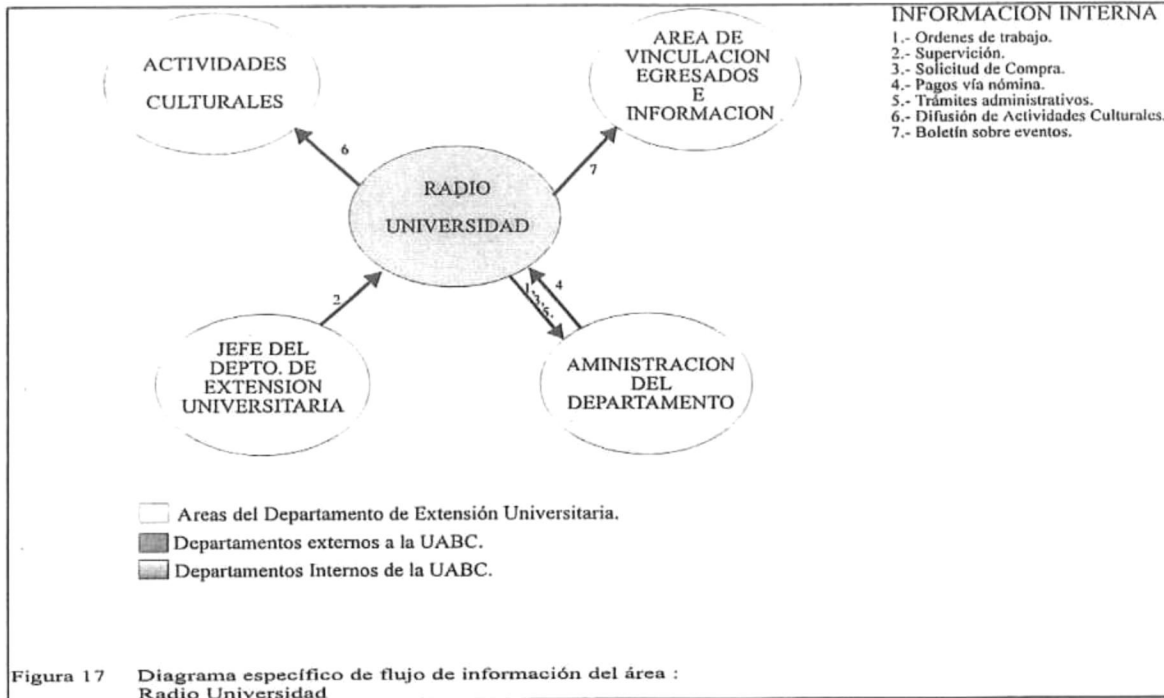 INFORMACION INTERNA
1.- Ordenes de trabajo.
2.- Supervición.
3.- Solicitud de Compra.
4.- Pagos vía nómina.
5.- Trámites administrativos.
6.- Difusión de Actividades Culturales.
7.- Boletín sobre eventos.
ACTIVIDADES
CULTURALES
AREA DE
VINCULACION
EGRESADOS
E
INFORMACION
6
7
RADIO
UNIVERSIDAD
2
4
1,3,5.
JEFE DEL
DEPTO. DE
EXTENSION
UNIVERSITARIA
AMINISTRACION
DEL
DEPARTAMENTO
Areas del Departamento de Extensión Universitaria.
Departamentos externos a la UABC.
Departamentos Internos de la UABC.
Figura 17 Diagrama específico de flujo de información del área :
Radio Universidad